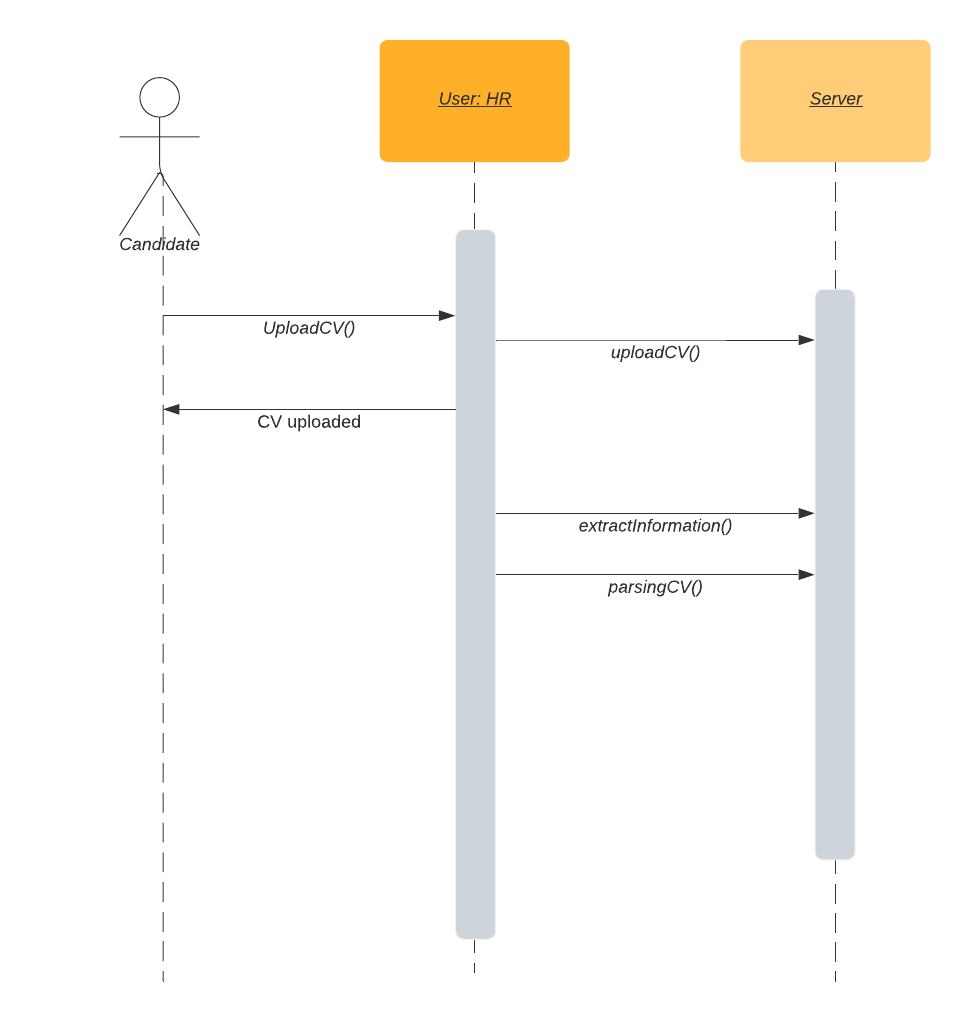 User: HR
Server
Candidate
UploadCV()
uploadCV()
CV uploaded
extractInformation()
parsingCV()